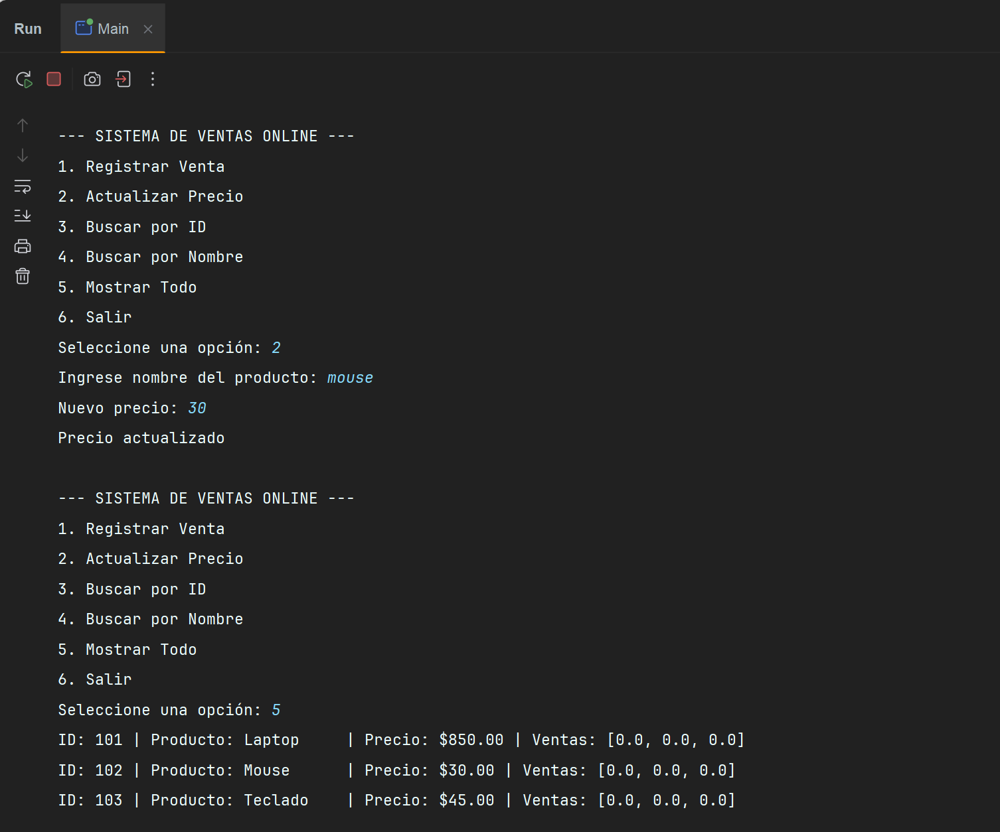 Run Main
--- SISTEMA DE VENTAS ONLINE ---
1. Registrar Venta
2. Actualizar Precio
3. Buscar por ID
4. Buscar por Nombre
5. Mostrar Todo
6. Salir
Seleccione una opción: 2
Ingrese nombre del producto: mouse
Nuevo precio: 30
Precio actualizado
--- SISTEMA DE VENTAS ONLINE ---
1. Registrar Venta
2. Actualizar Precio
3. Buscar por ID
4. Buscar por Nombre
5. Mostrar Todo
6. Salir
Seleccione una opción: 5
ID: 101 | Producto: Laptop     | Precio: $850.00 | Ventas: [0.0, 0.0, 0.0]
ID: 102 | Producto: Mouse      | Precio: $30.00 | Ventas: [0.0, 0.0, 0.0]
ID: 103 | Producto: Teclado    | Precio: $45.00 | Ventas: [0.0, 0.0, 0.0]